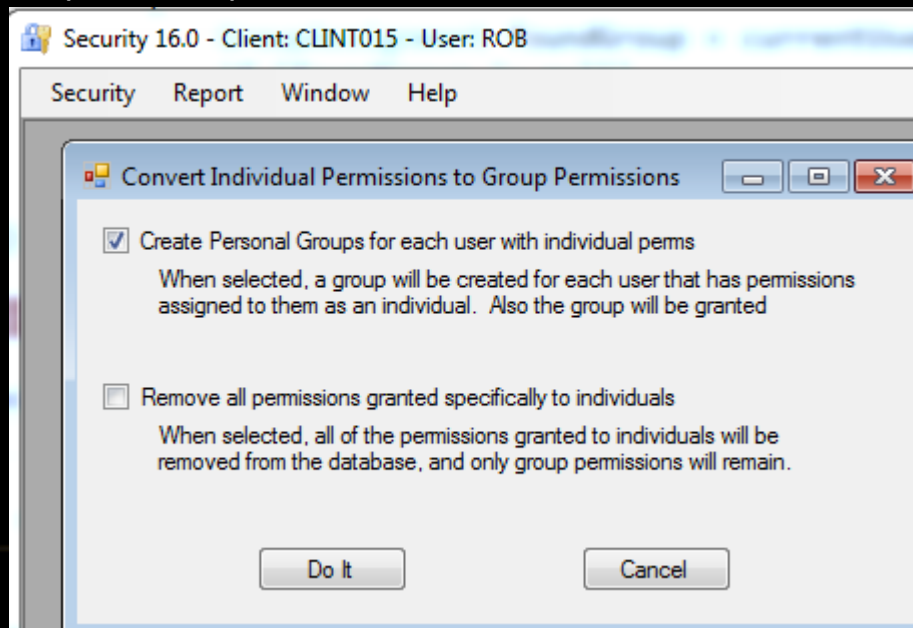 Security 16.0 - Client: CLINT015 - User: ROB
Security Report Window Help
Convert Individual Permissions to Group Permissions
Create Personal Groups for each user with individual perms
When selected, a group will be created for each user that has permissions
assigned to them as an individual. Also the group will be granted
Remove all permissions granted specifically to individuals
When selected, all of the permissions granted to individuals will be
removed from the database, and only group permissions will remain.
Do It Cancel